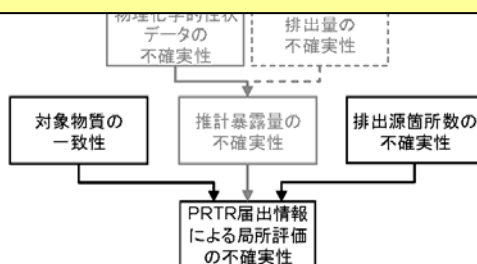 物理化学的性状
データの
不確実性
排出量の
不確実性
対象物質の
一致性
推計暴露量の
不確実性
排出源箇所数の
不確実性
PRTR届出情報
による局所評価
の不確実性